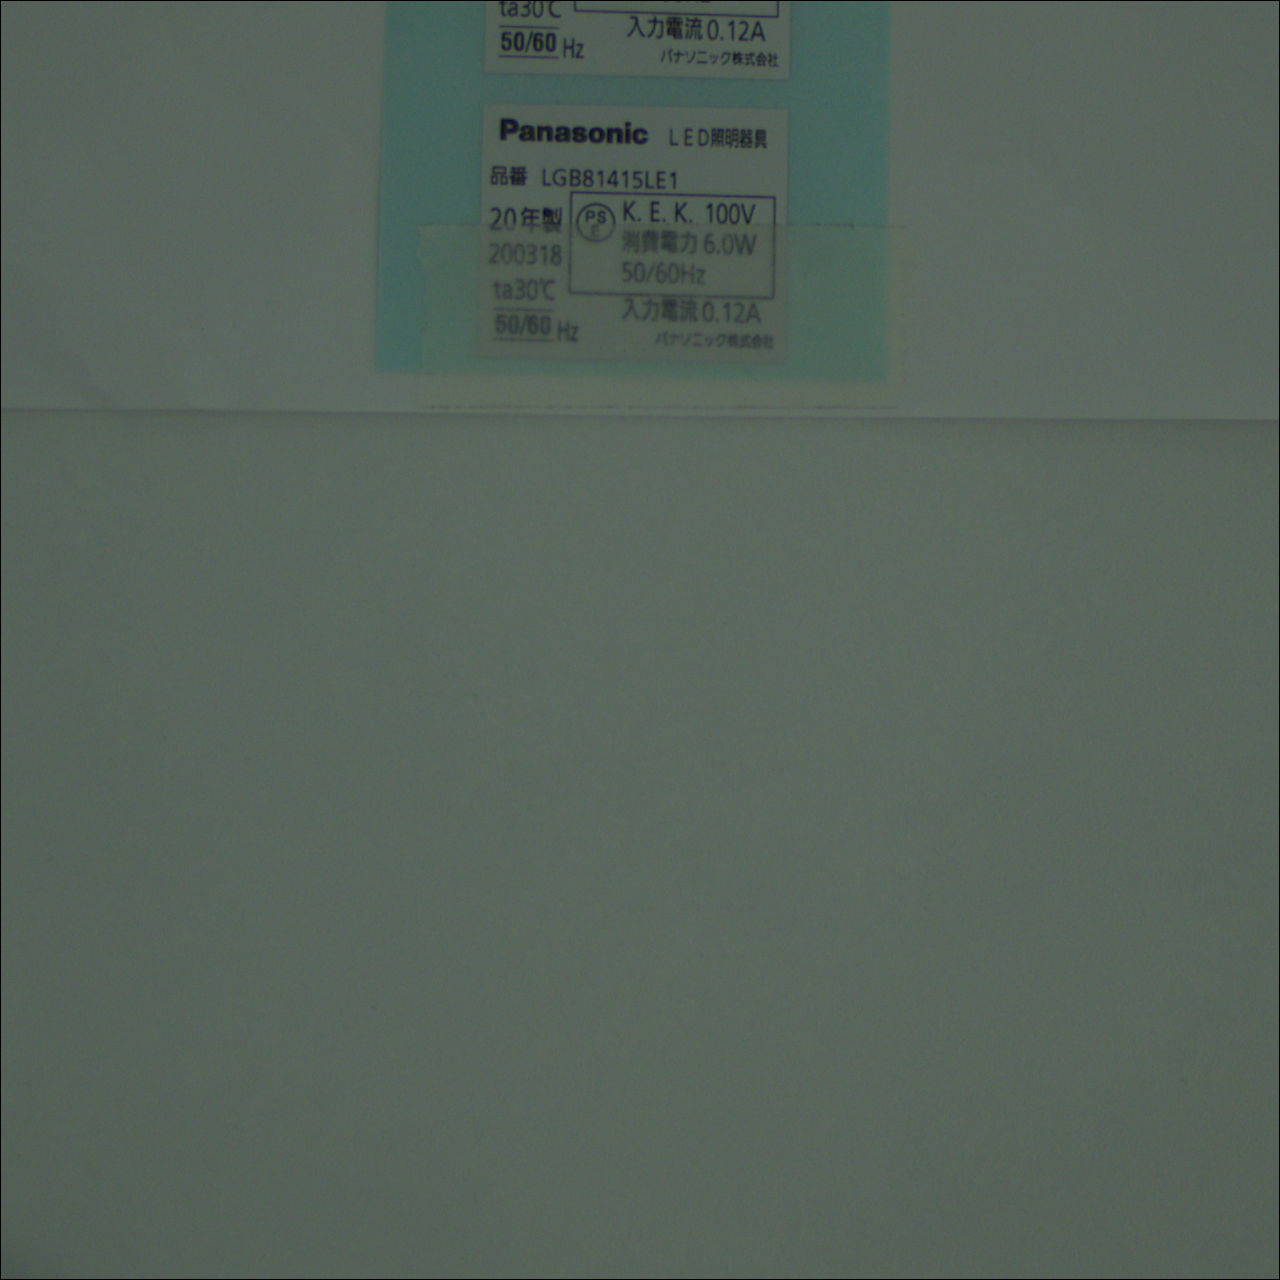 ta30℃
入力電流0.12A
50/60 Hz
パナソニック株式会社
Panasonic LED照明器具
品番 LGB81415LE1
20年製 PS E K. E. K. 100V
200318 消費電力6.0W
50/60Hz
ta30℃
入力電流0.12A
50/60 Hz
パナソニック株式会社